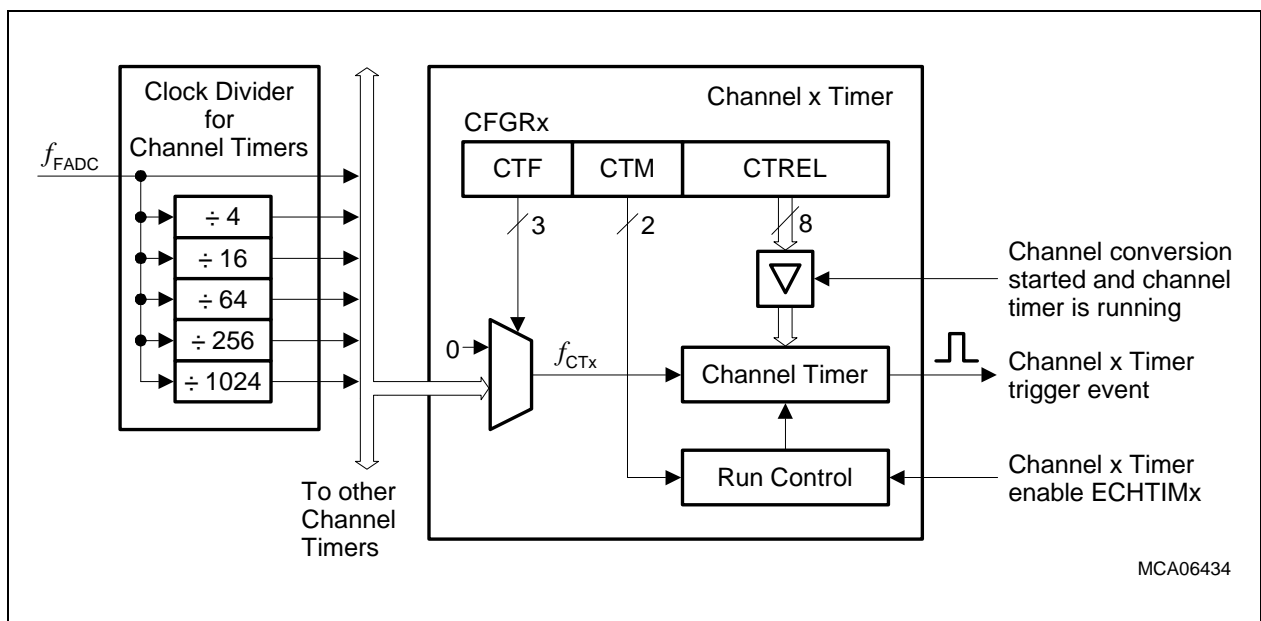 Clock Divider
for
Channel Timers
fFADC
÷ 4
÷ 16
÷ 64
÷ 256
÷ 1024
To other
Channel
Timers
Channel x Timer
CFGRx
CTF
CTM
CTREL
3
2
8
0
fCTx
Channel Timer
Run Control
Channel conversion
started and channel
timer is running
Channel x Timer
trigger event
Channel x Timer
enable ECHTIMx
MCA06434